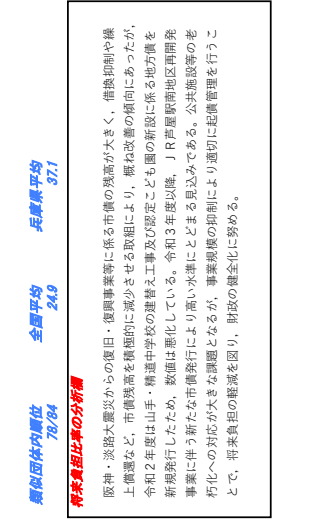 類似団体内順位 全国平均 兵庫県平均
78/84 24.9 37.1
将来負担比率の分析欄
阪神・淡路大震災からの復旧・復興事業等に係る市債の残高が大きく，借換抑制や繰
上償還など，市債残高を積極的に減少させる取組により，概ね改善の傾向にあったが，
令和２年度は山手・精道中学校の建替え工事及び認定こども園の新設に係る地方債を
新規発行したため，数値は悪化している。令和３年度以降，ＪＲ芦屋駅南地区再開発
事業に伴う新たな市債発行により高い水準にとどまる見込みである。公共施設等の老
朽化への対応が大きな課題となるが，事業規模の抑制により適切に起債管理を行うこ
とで，将来負担の軽減を図り，財政の健全化に努める。